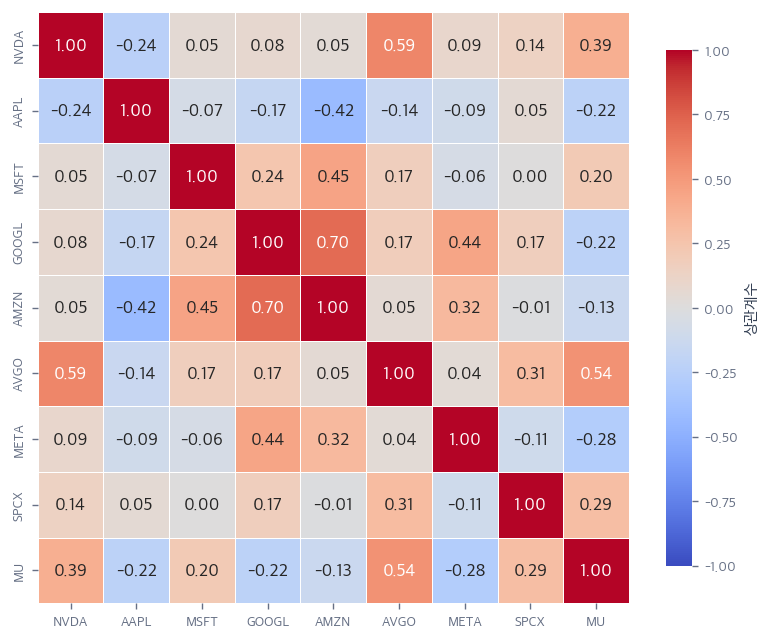 NVDA 1.00 -0.24 0.05 0.08 0.05 0.59 0.09 0.14 0.39
AAPL -0.24 1.00 -0.07 -0.17 -0.42 -0.14 -0.09 0.05 -0.22
MSFT 0.05 -0.07 1.00 0.24 0.45 0.17 -0.06 0.00 0.20
GOOGL 0.08 -0.17 0.24 1.00 0.70 0.17 0.44 0.17 -0.22
AMZN 0.05 -0.42 0.45 0.70 1.00 0.05 0.32 -0.01 -0.13
AVGO 0.59 -0.14 0.17 0.17 0.05 1.00 0.04 0.31 0.54
META 0.09 -0.09 -0.06 0.44 0.32 0.04 1.00 -0.11 -0.28
SPCX 0.14 0.05 0.00 0.17 -0.01 0.31 -0.11 1.00 0.29
MU 0.39 -0.22 0.20 -0.22 -0.13 0.54 -0.28 0.29 1.00
NVDA AAPL MSFT GOOGL AMZN AVGO META SPCX MU
1.00
0.75
0.50
0.25
0.00
-0.25
-0.50
-0.75
-1.00
상관계수